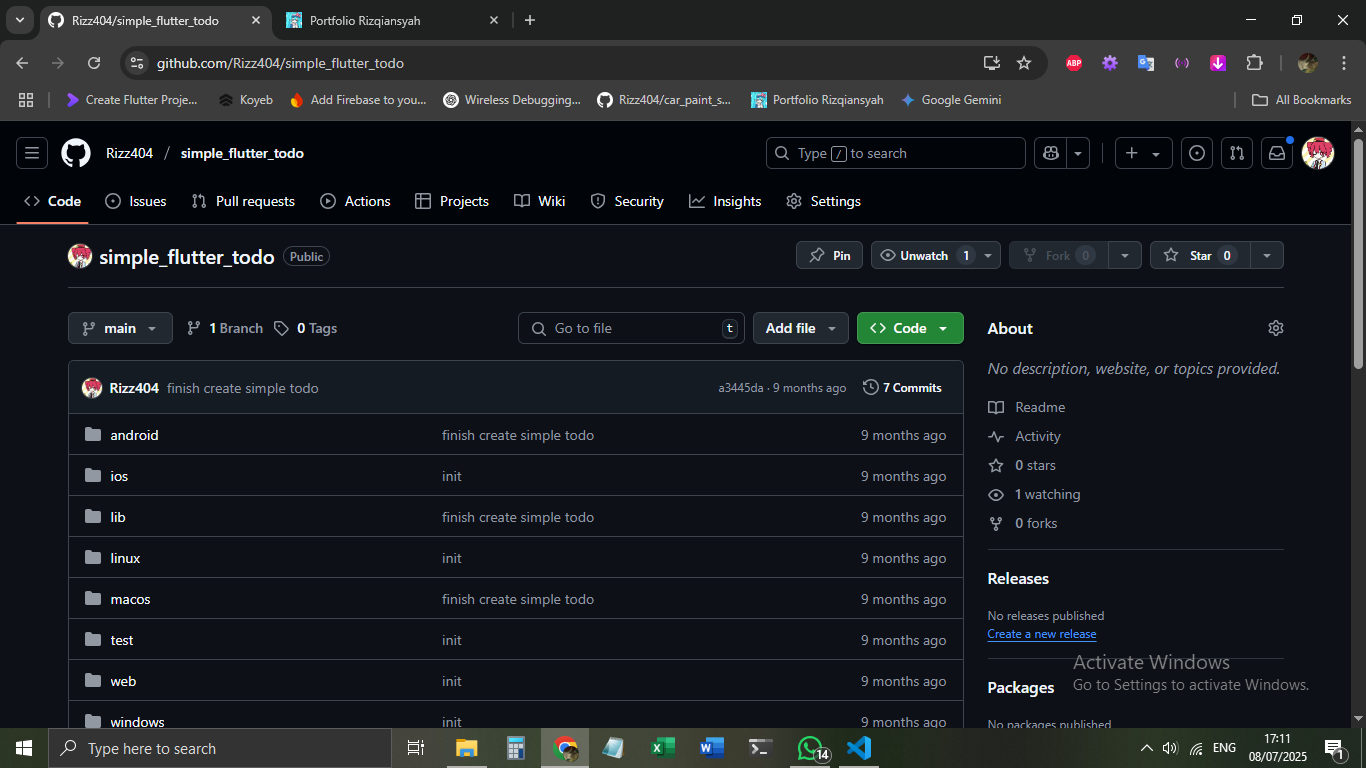 Rizz404/simple_flutter_todo
Portfolio Rizqiansyah
github.com/Rizz404/simple_flutter_todo
ABP
Create Flutter Proje...
Koyeb
Add Firebase to you...
Wireless Debugging...
Rizz404/car_paint_s...
Portfolio Rizqiansyah
Google Gemini
All Bookmarks
Rizz404 / simple_flutter_todo
Type / to search
Code
Issues
Pull requests
Actions
Projects
Wiki
Security
Insights
Settings
simple_flutter_todo Public
Pin
Unwatch 1
Fork 0
Star 0
main
1 Branch
0 Tags
Go to file t
Add file
Code
About
No description, website, or topics provided.
Rizz404 finish create simple todo a3445da · 9 months ago 7 Commits
android finish create simple todo 9 months ago
ios init 9 months ago
lib finish create simple todo 9 months ago
linux init 9 months ago
macos finish create simple todo 9 months ago
test init 9 months ago
web init 9 months ago
windows init 9 months ago
Readme
Activity
0 stars
1 watching
0 forks
Releases
No releases published
Create a new release
Packages
No packages published
Activate Windows
Go to Settings to activate Windows.
Type here to search
14
ENG
17:11
08/07/2025
1